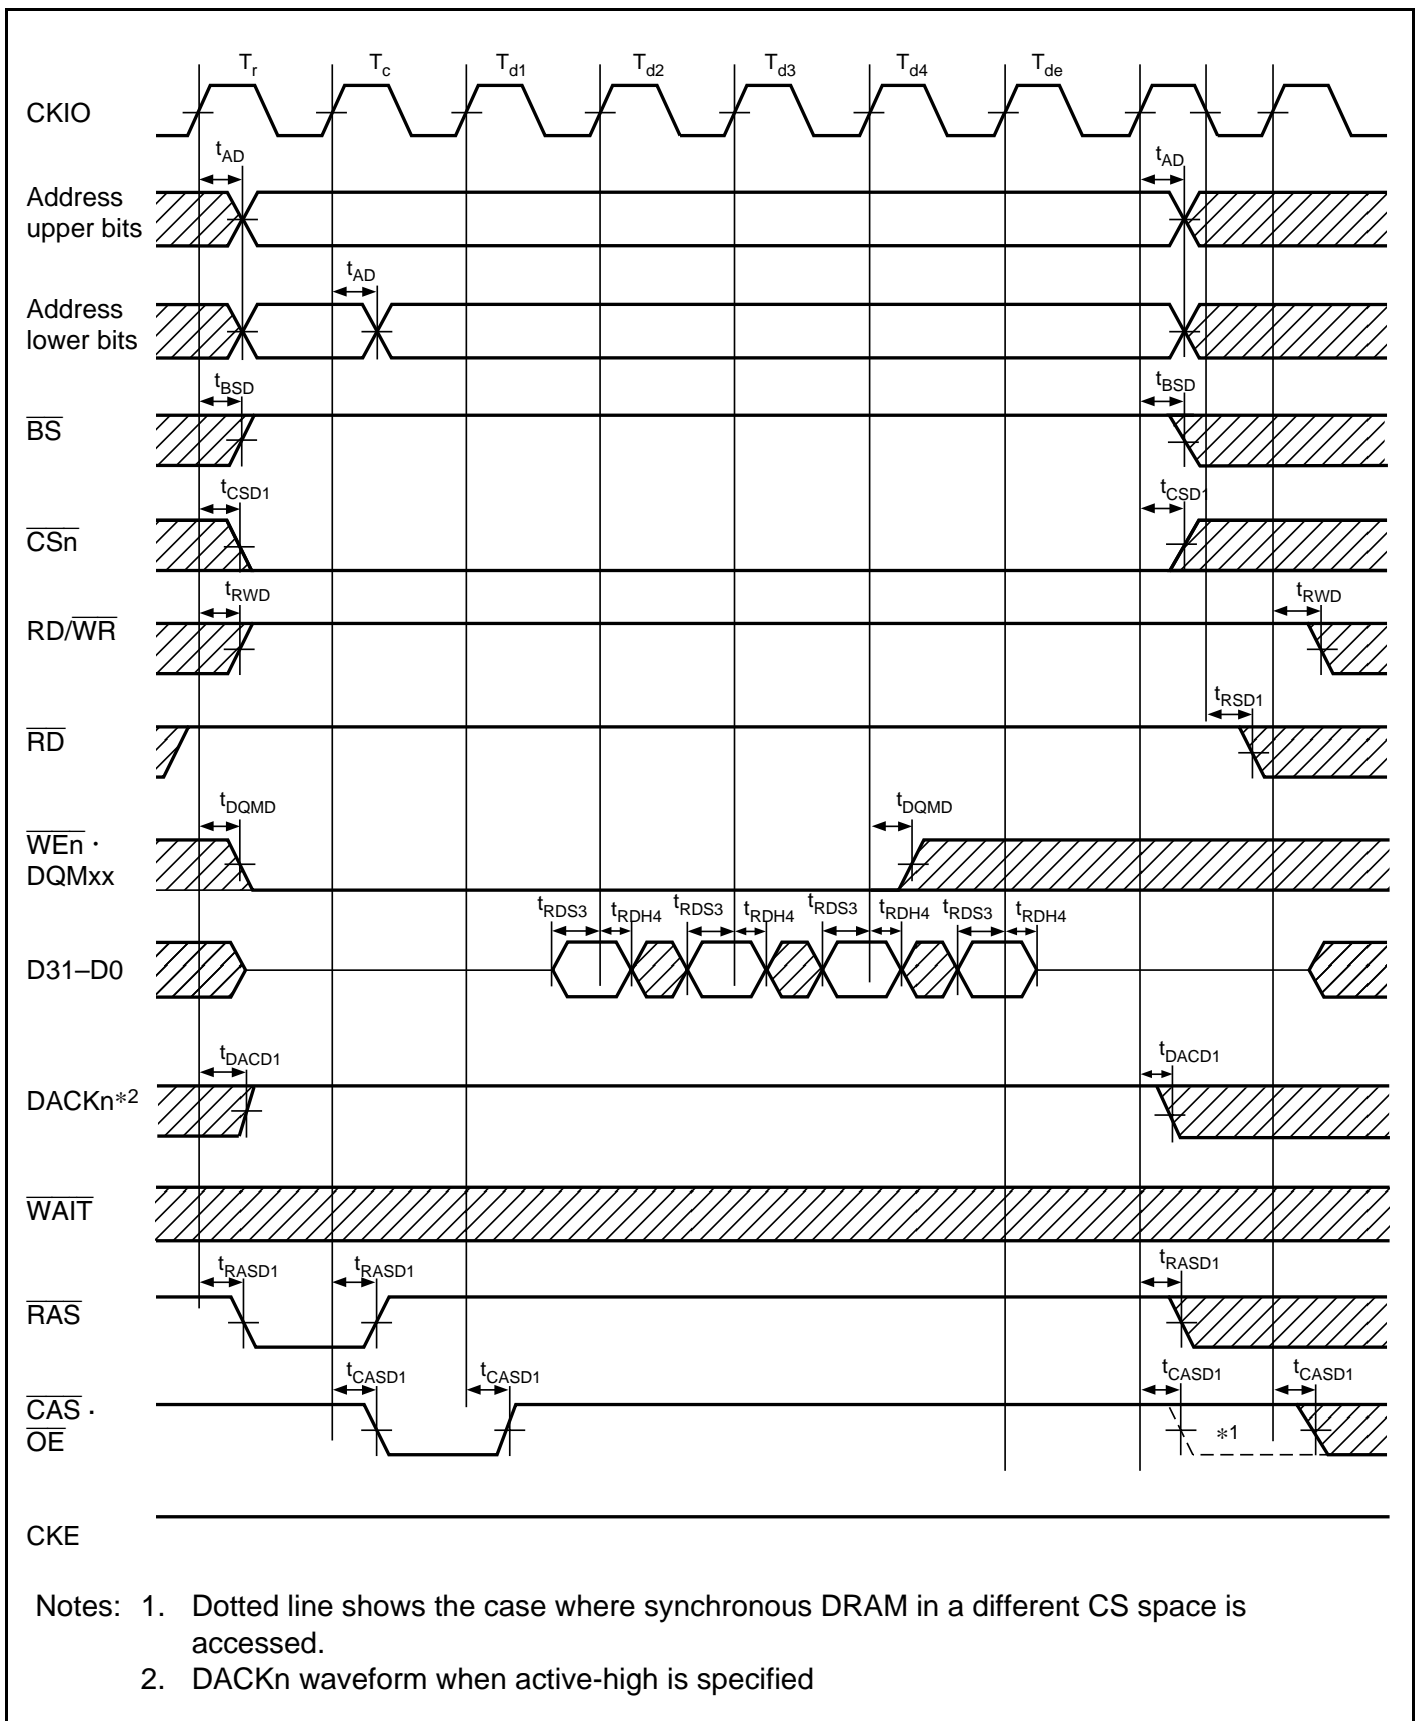 Tr Tc Td1 Td2 Td3 Td4 Tde
CKIO
tAD tAD
Address
upper bits
tAD
Address
lower bits
tBSD tBSD
BS
tCSD1 tCSD1
CSn
tRWD tRWD
RD/WR
tRSD1
RD
tDQMD tDQMD
WEn ·
DQMxx
tRDS3 tRDH4 tRDS3 tRDH4 tRDS3 tRDH4 tRDS3 tRDH4
D31–D0
tDACD1 tDACD1
DACKn*2
WAIT
tRASD1 tRASD1 tRASD1
RAS
tCASD1 tCASD1 tCASD1 tCASD1
CAS ·
OE
*1
CKE
Notes: 1. Dotted line shows the case where synchronous DRAM in a different CS space is
accessed.
2. DACKn waveform when active-high is specified